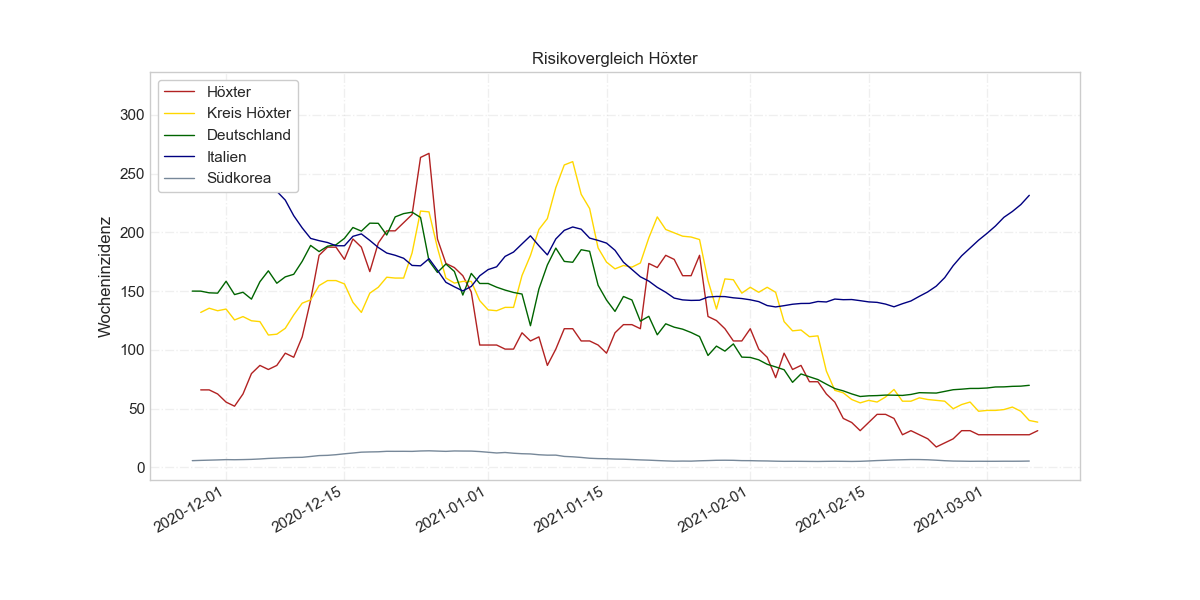 Risikovergleich Höxter
Höxter
Kreis Höxter
Deutschland
Italien
Südkorea
Wocheninzidenz
300
250
200
150
100
50
0
2020-12-01
2020-12-15
2021-01-01
2021-01-15
2021-02-01
2021-02-15
2021-03-01